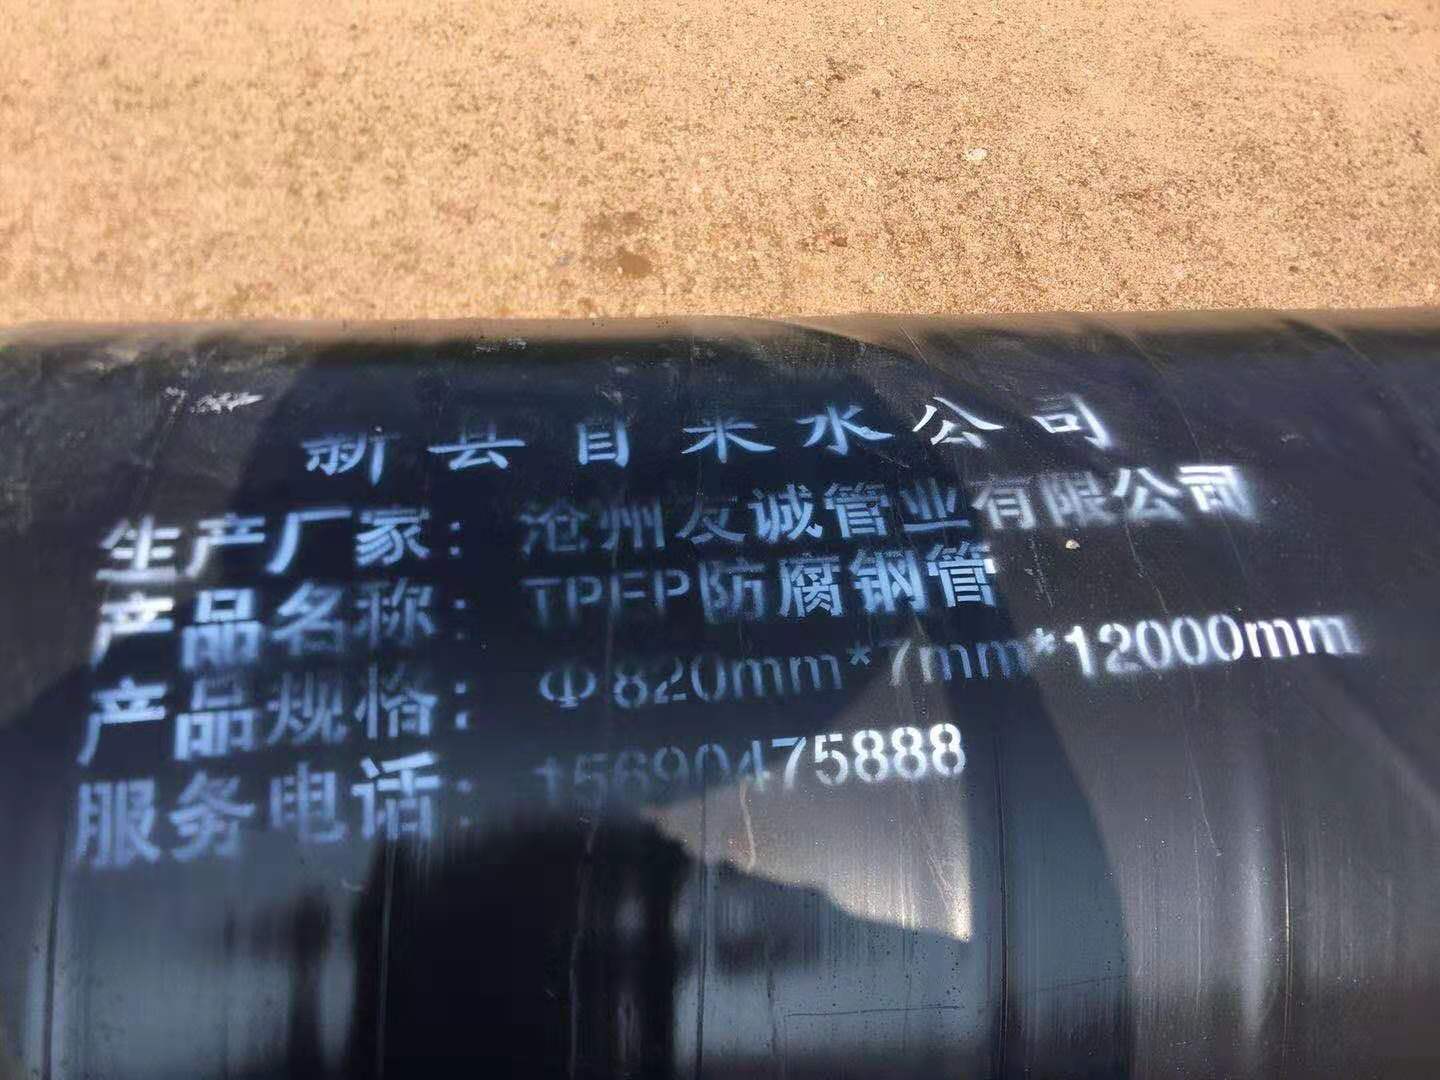 新县自来水公司
生产厂家：沧州友诚管业有限公司
产品名称：TPEP防腐钢管
产品规格：Φ820mm*7mm*12000mm
服务电话：15690475888